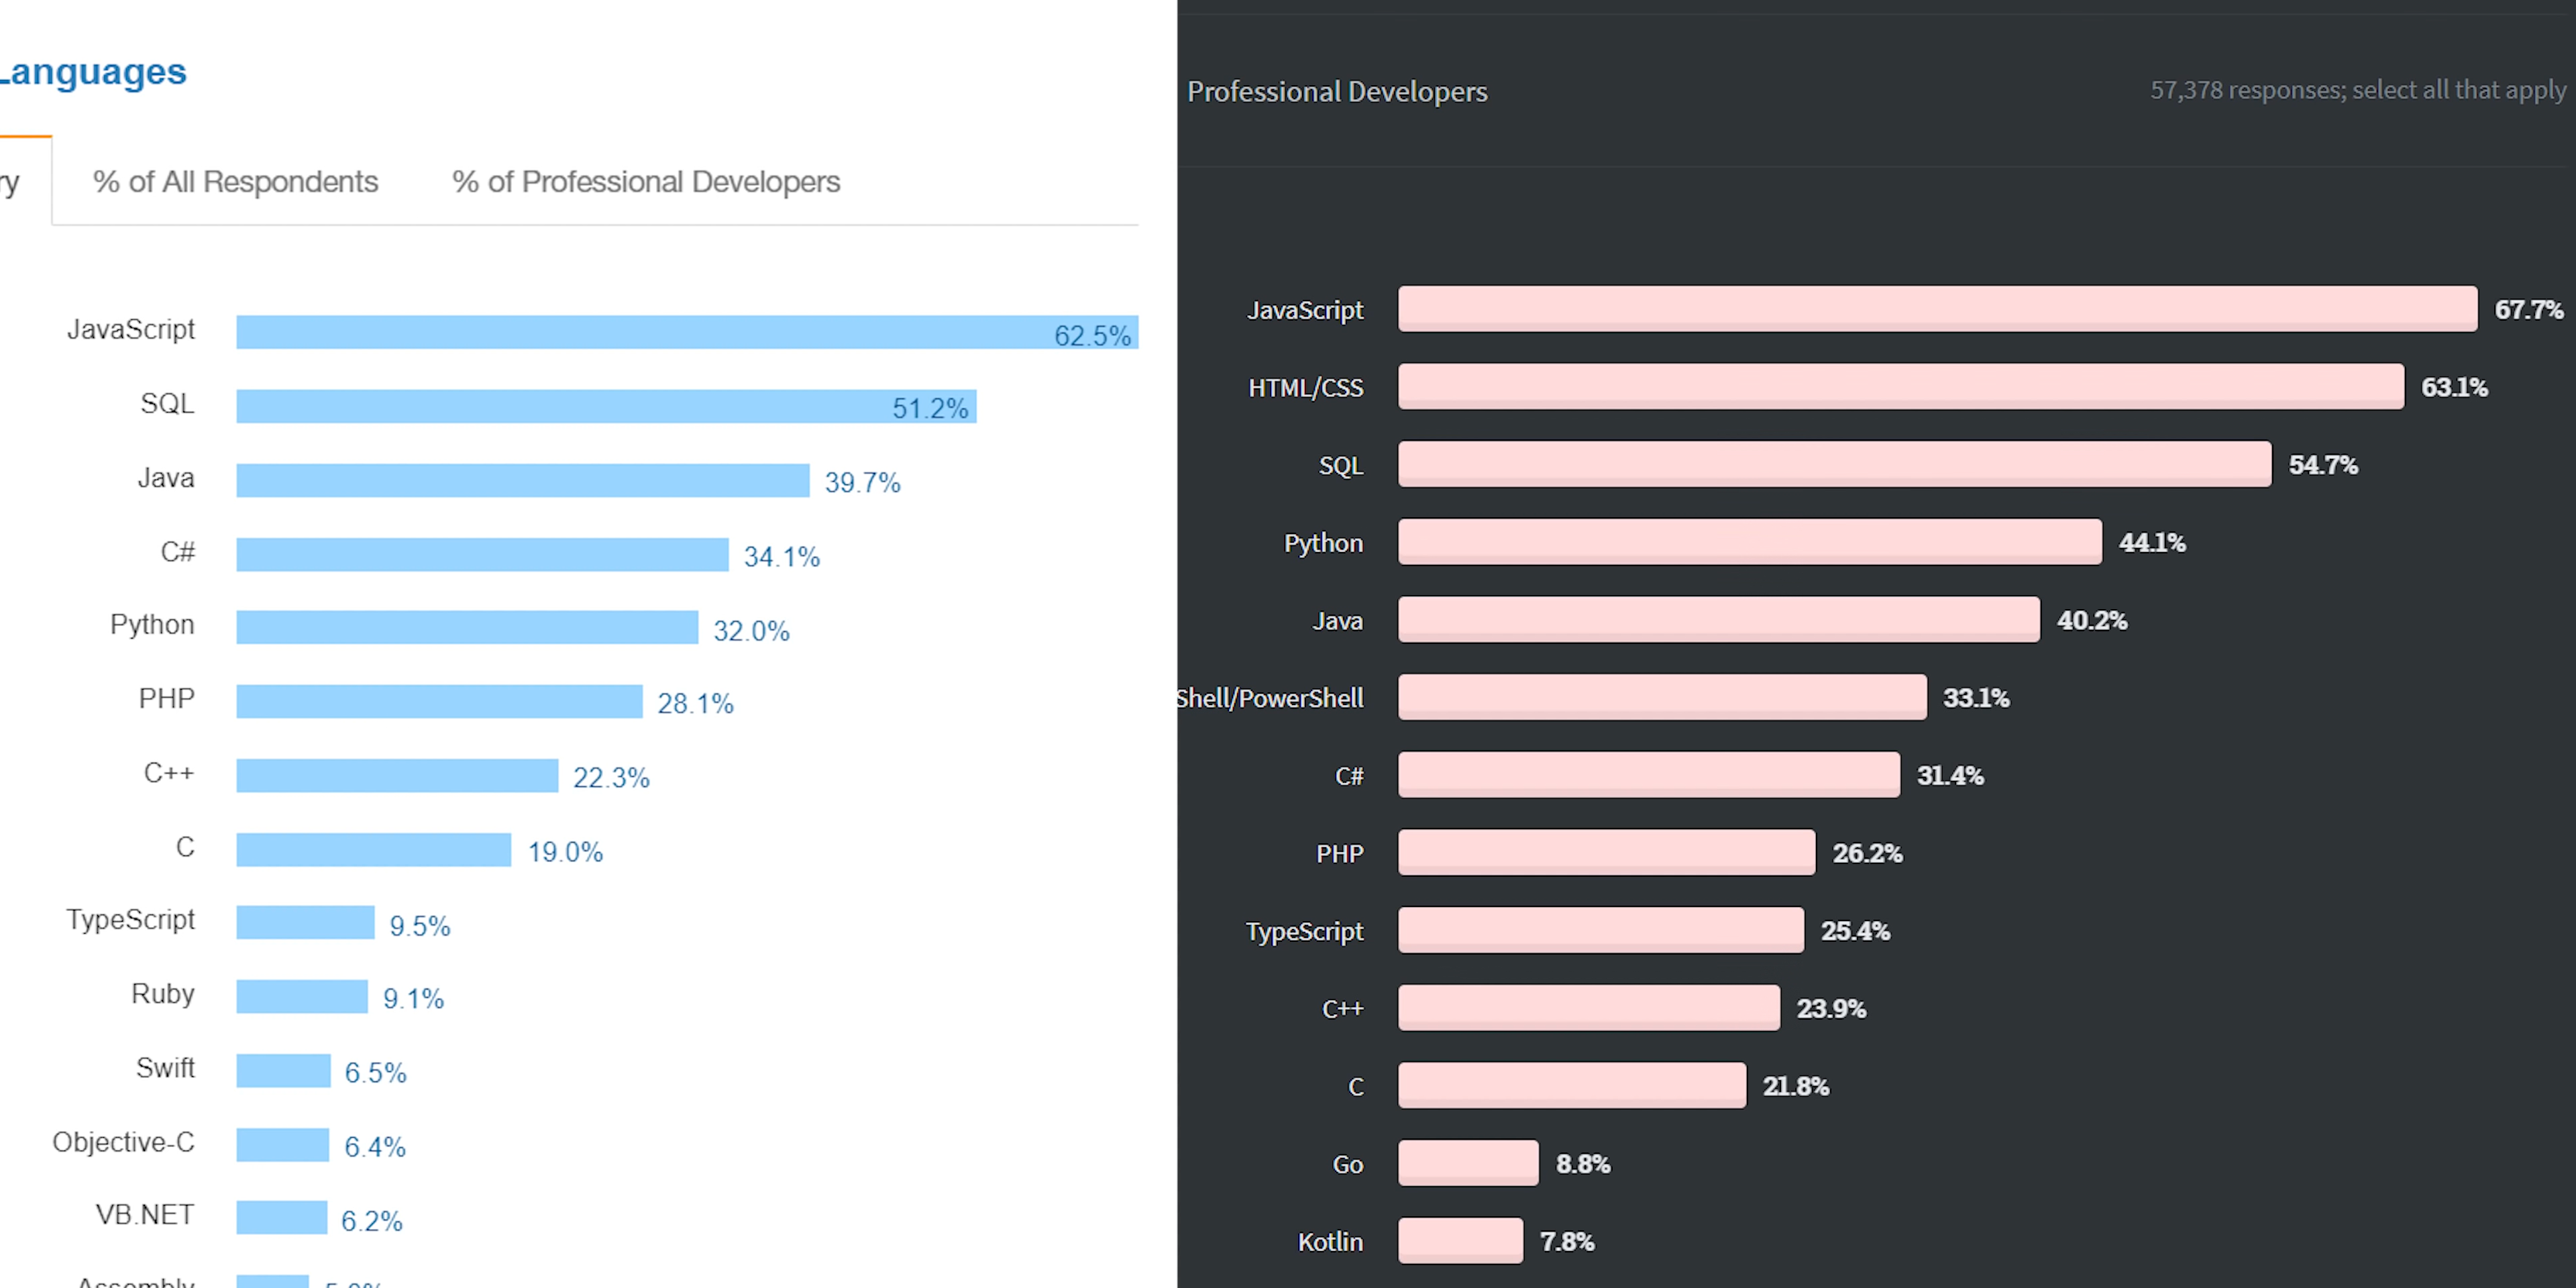 Languages
ry % of All Respondents % of Professional Developers
JavaScript 62.5%
SQL 51.2%
Java 39.7%
C# 34.1%
Python 32.0%
PHP 28.1%
C++ 22.3%
C 19.0%
TypeScript 9.5%
Ruby 9.1%
Swift 6.5%
Objective-C 6.4%
VB.NET 6.2%
Assembly
Professional Developers 57,378 responses; select all that apply
JavaScript 67.7%
HTML/CSS 63.1%
SQL 54.7%
Python 44.1%
Java 40.2%
Shell/PowerShell 33.1%
C# 31.4%
PHP 26.2%
TypeScript 25.4%
C++ 23.9%
C 21.8%
Go 8.8%
Kotlin 7.8%